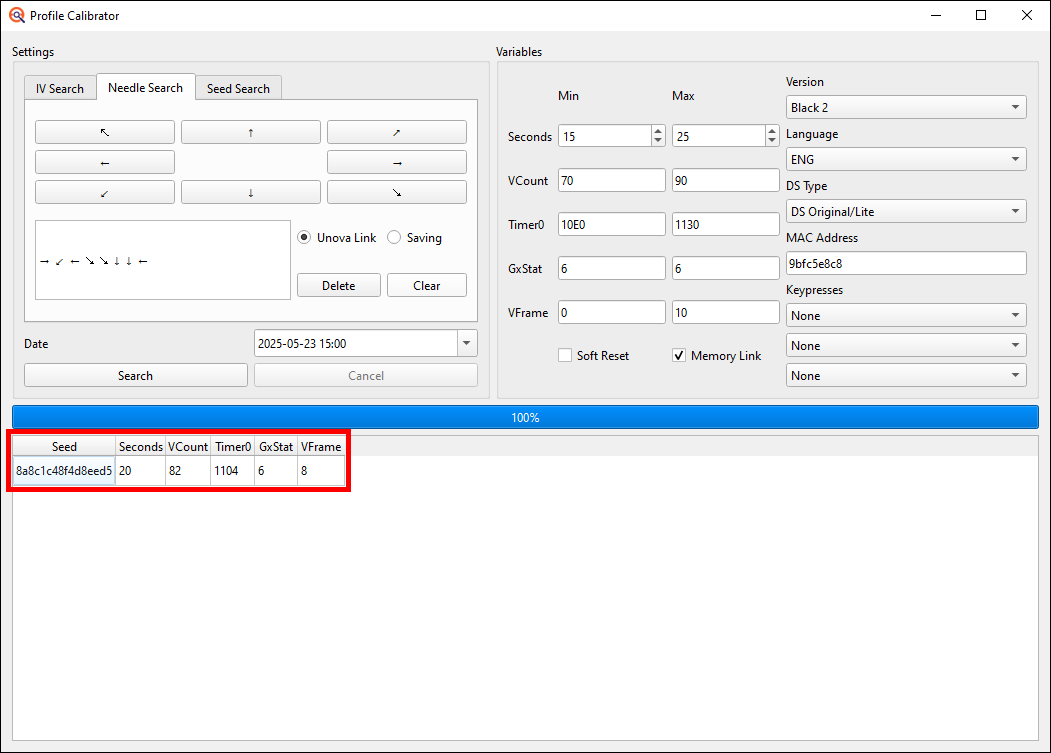 Profile Calibrator
Settings
IV Search Needle Search Seed Search
↖ ↑ ↗
← →
↙ ↓ ↘
→ ↙ ← ↘ ↘ ↓ ↓ ←
Unova Link Saving
Delete Clear
Date 2025-05-23 15:00
Search Cancel
Variables
Min Max
Seconds 15 25
VCount 70 90
Timer0 10E0 1130
GxStat 6 6
VFrame 0 10
Soft Reset Memory Link
Version
Black 2
Language
ENG
DS Type
DS Original/Lite
MAC Address
9bfc5e8c8
Keypresses
None
None
None
100%
Seed Seconds VCount Timer0 GxStat VFrame
8a8c1c48f4d8eed5 20 82 1104 6 8